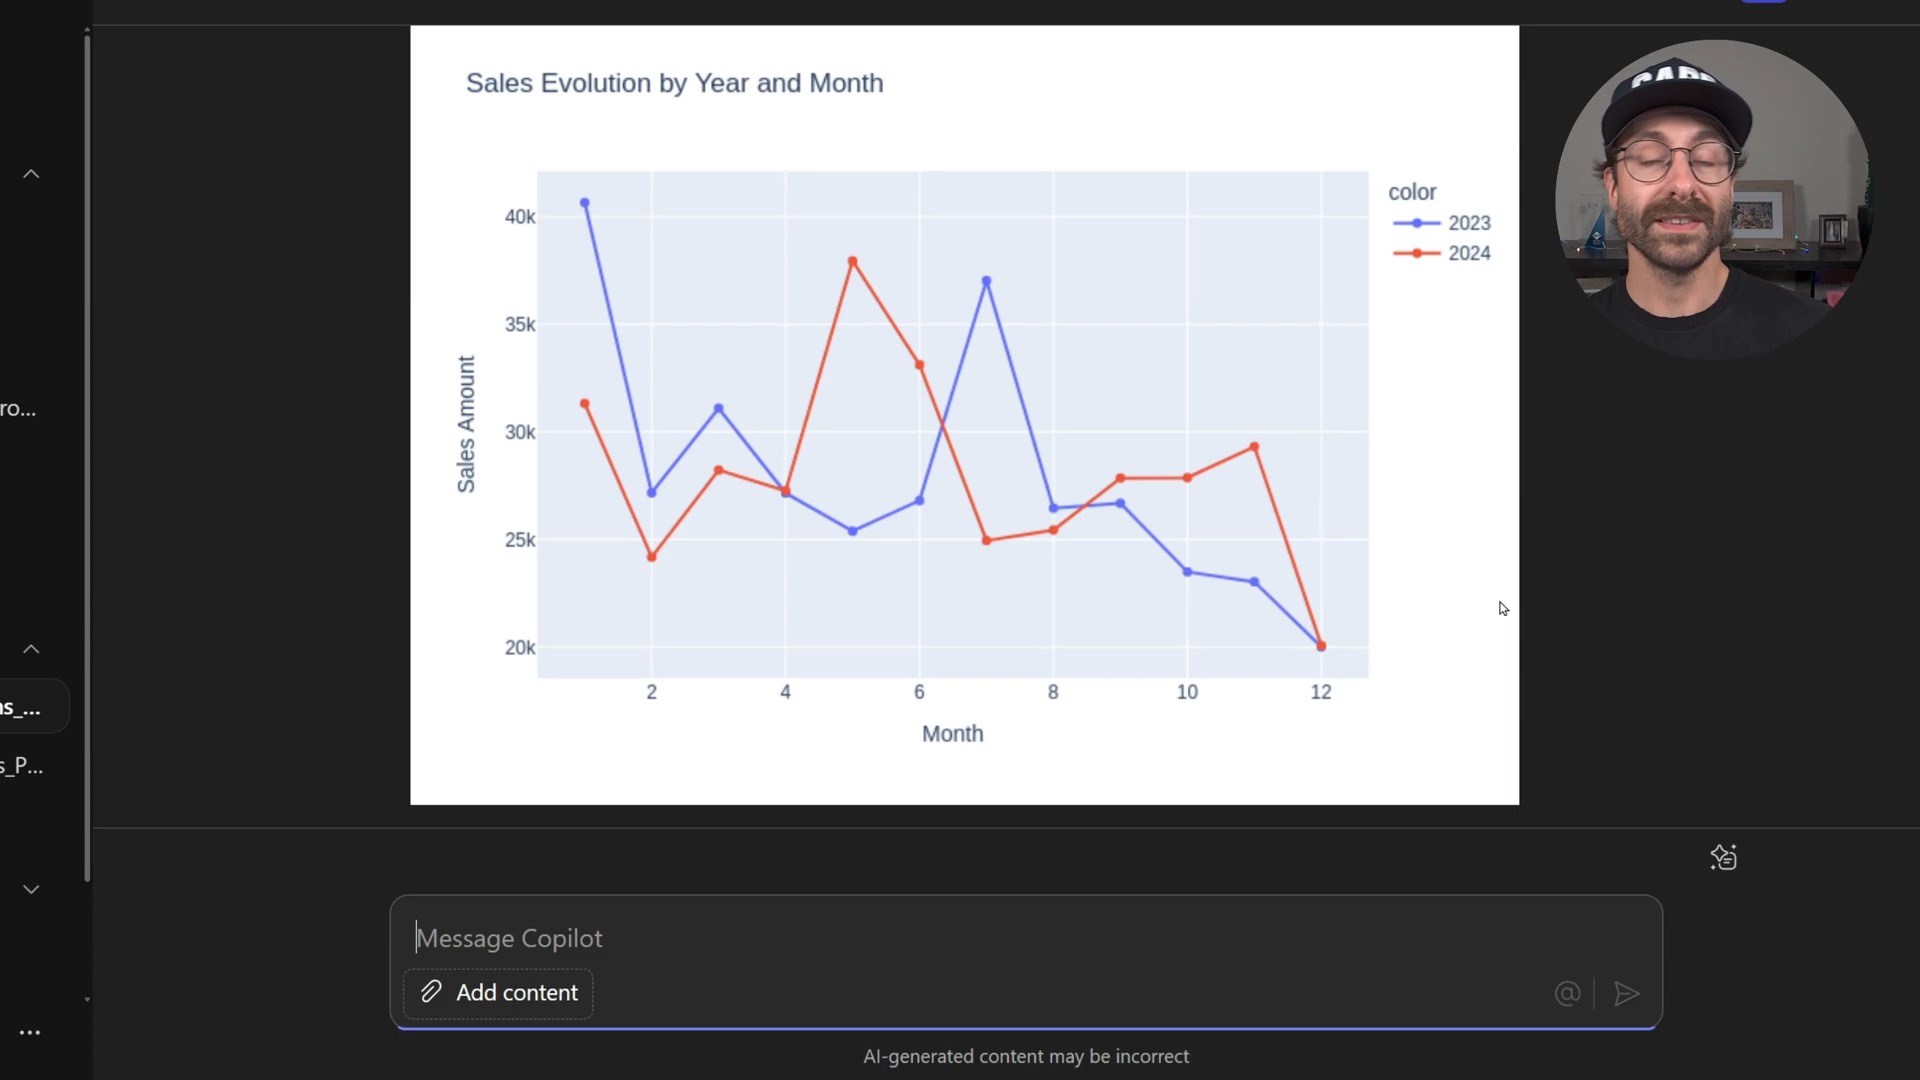 Sales Evolution by Year and Month
color
2023
2024
40k
35k
30k
25k
20k
Sales Amount
2 4 6 8 10 12
Month
ro...
s_...
s_P...
...
Message Copilot
Add content
@
AI-generated content may be incorrect